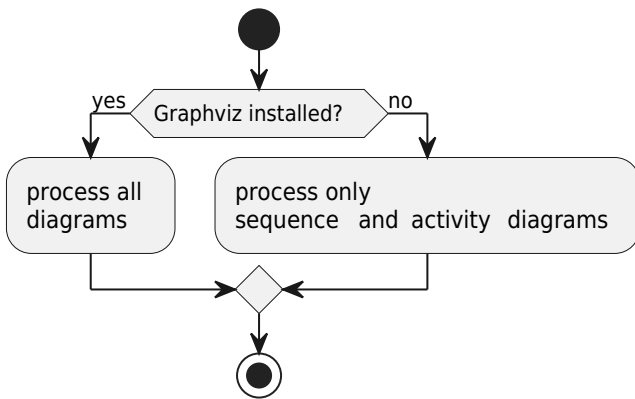 yes
Graphviz installed?
no
process all
diagrams
process only
sequence and activity diagrams